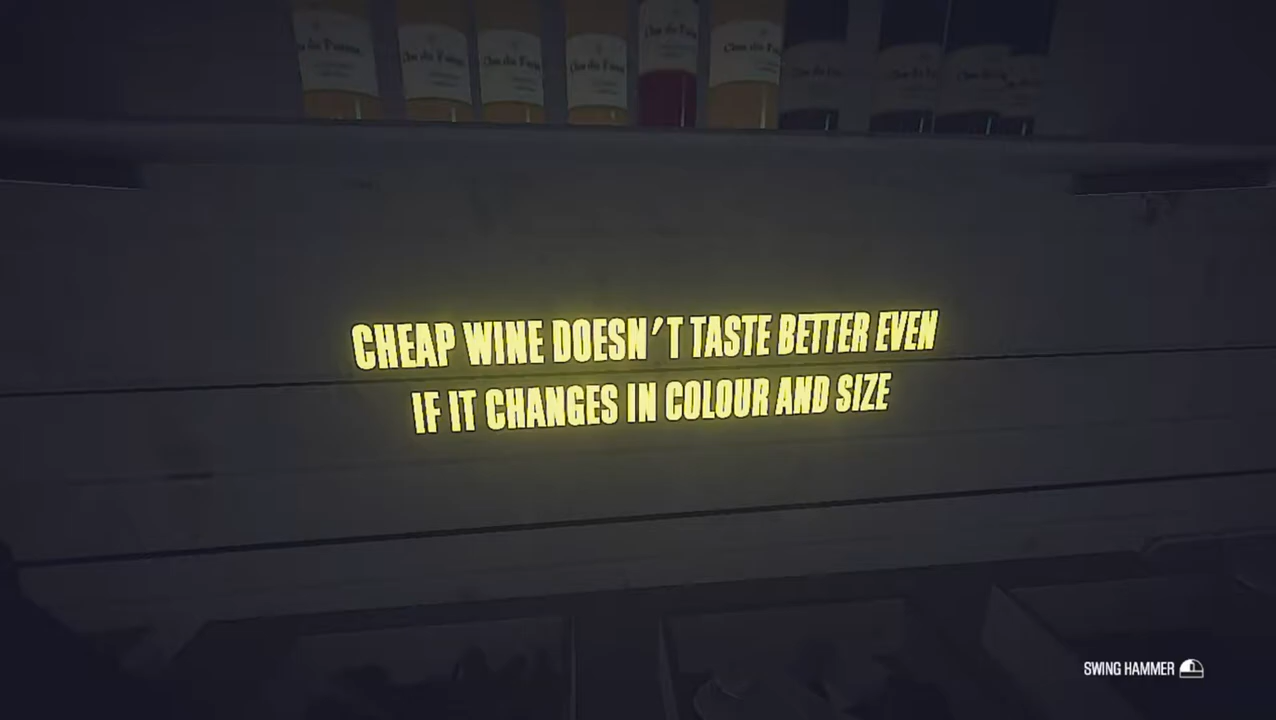 CHEAP WINE DOESN'T TASTE BETTER EVEN
IF IT CHANGES IN COLOUR AND SIZE
SWING HAMMER